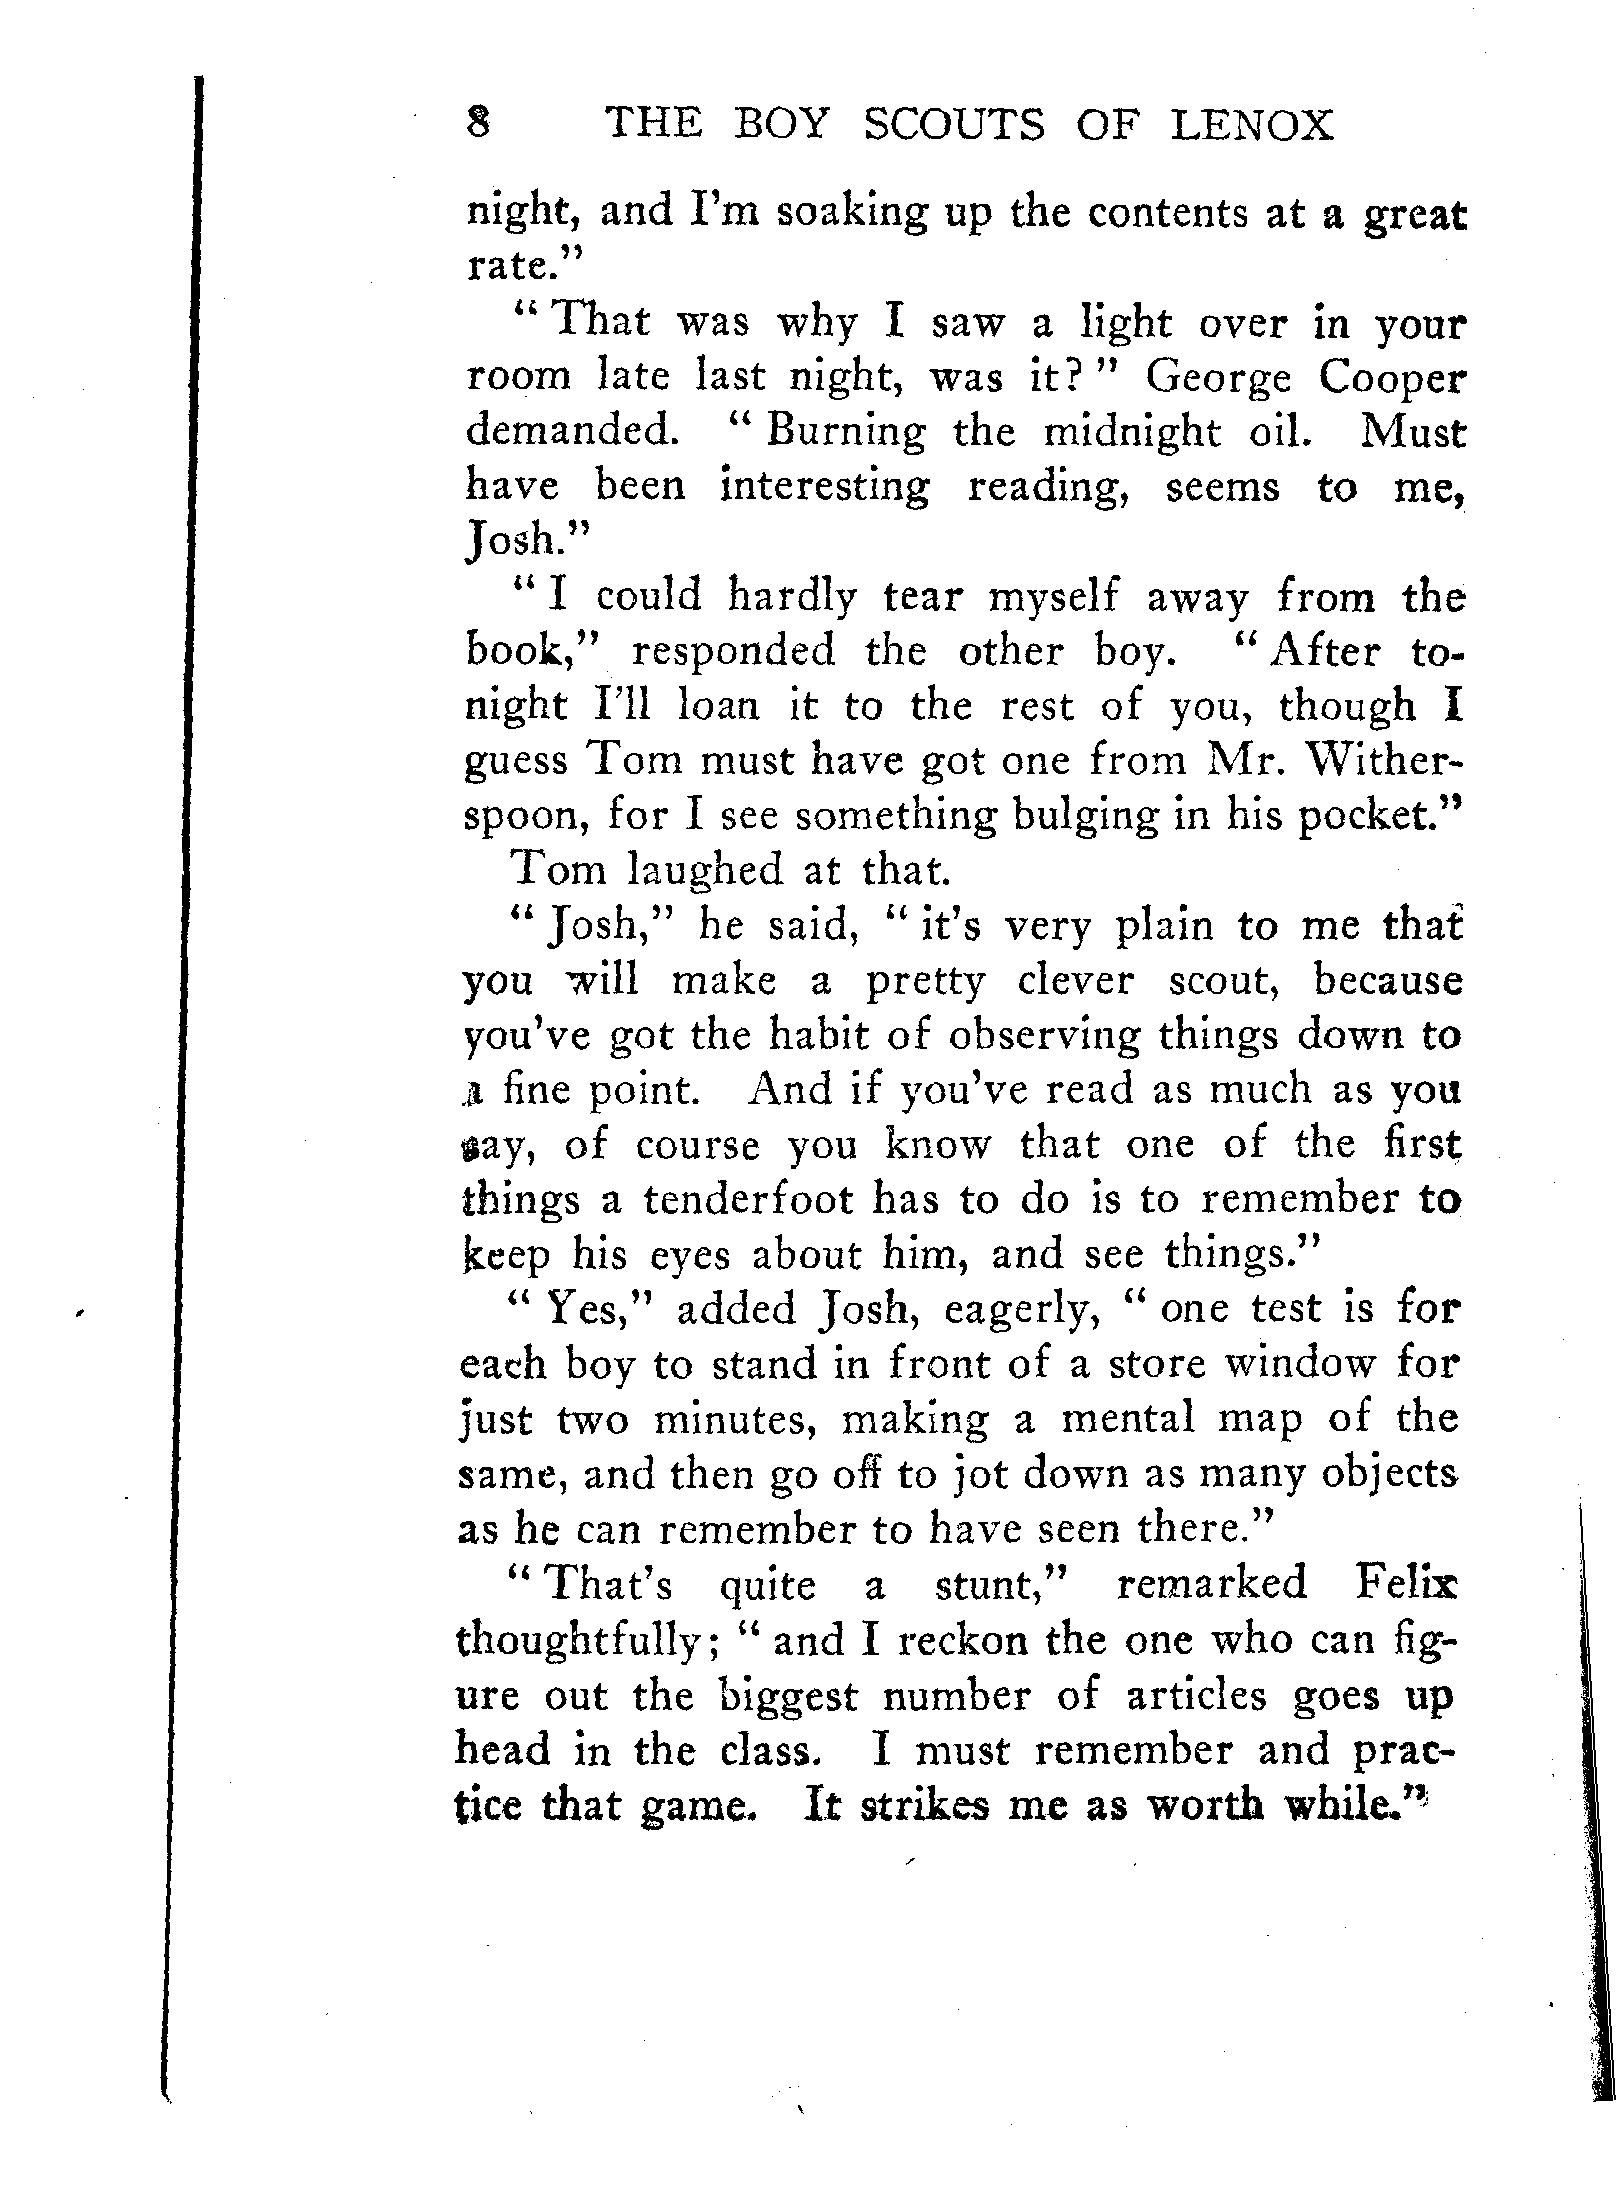 8 THE BOY SCOUTS OF LENOX
night, and I'm soaking up the contents at a great
rate."
"That was why I saw a light over in your
room late last night, was it?" George Cooper
demanded. "Burning the midnight oil. Must
have been interesting reading, seems to me,
Josh."
"I could hardly tear myself away from the
book," responded the other boy. "After to-
night I'll loan it to the rest of you, though I
guess Tom must have got one from Mr. Wither-
spoon, for I see something bulging in his pocket."
Tom laughed at that.
"Josh," he said, "it's very plain to me that
you will make a pretty clever scout, because
you've got the habit of observing things down to
a fine point. And if you've read as much as you
say, of course you know that one of the first
things a tenderfoot has to do is to remember to
keep his eyes about him, and see things."
"Yes," added Josh, eagerly, "one test is for
each boy to stand in front of a store window for
just two minutes, making a mental map of the
same, and then go off to jot down as many objects
as he can remember to have seen there."
"That's quite a stunt," remarked Felix
thoughtfully; "and I reckon the one who can fig-
ure out the biggest number of articles goes up
head in the class. I must remember and prac-
tice that game. It strikes me as worth while."